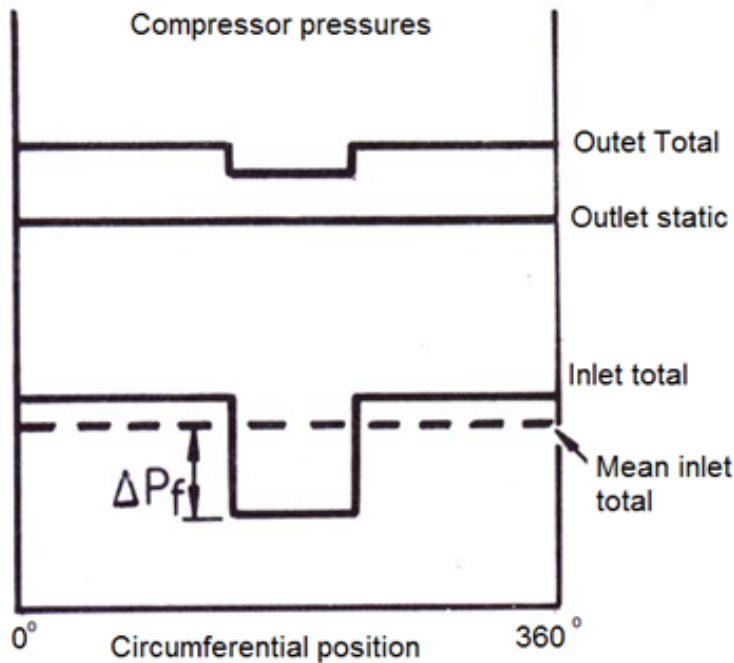 Compressor pressures
Outet Total
Outlet static
Inlet total
Mean inlet
total
ΔPf
0°
Circumferential position
360°